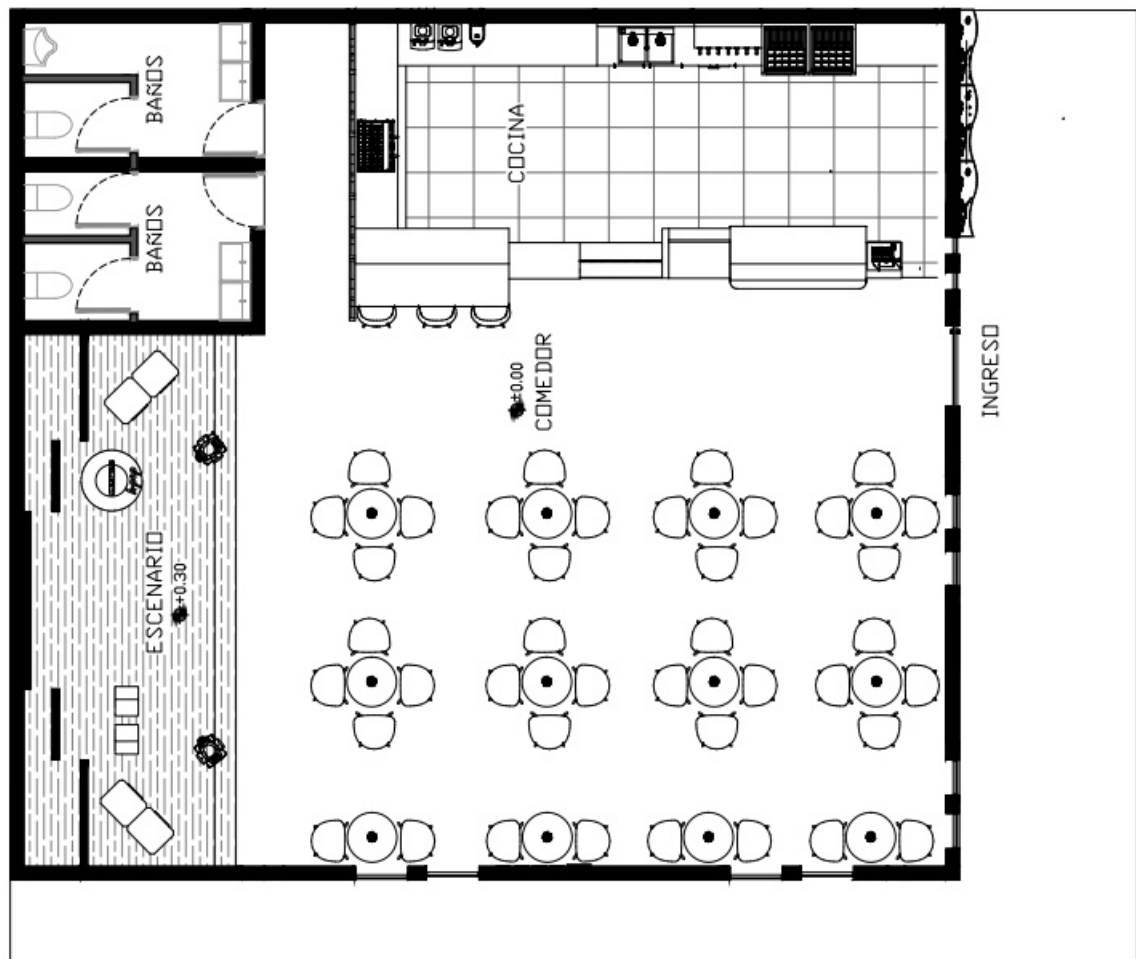 BAÑOS
BAÑOS
COCINA
COMEDOR
±0.00
INGRESO
ESCENARIO
+0.30